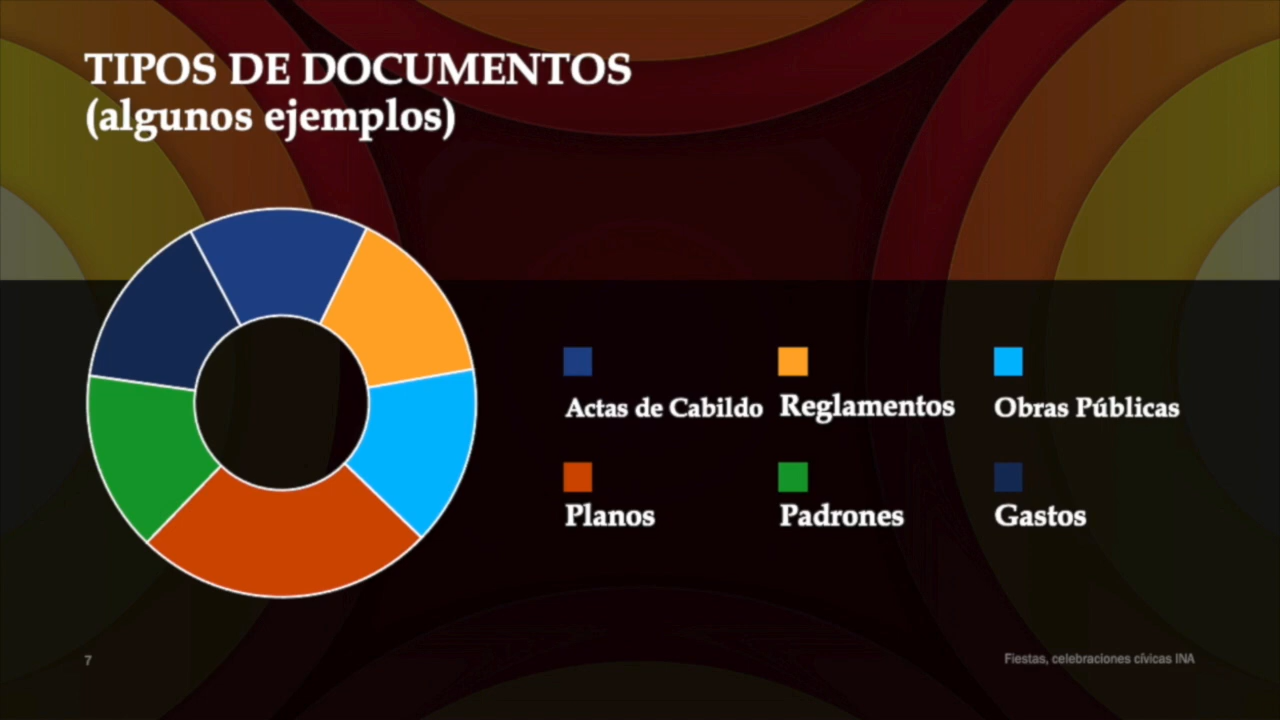 TIPOS DE DOCUMENTOS
(algunos ejemplos)
Actas de Cabildo
Reglamentos
Obras Públicas
Planos
Padrones
Gastos
7
Fiestas, celebraciones cívicas INA